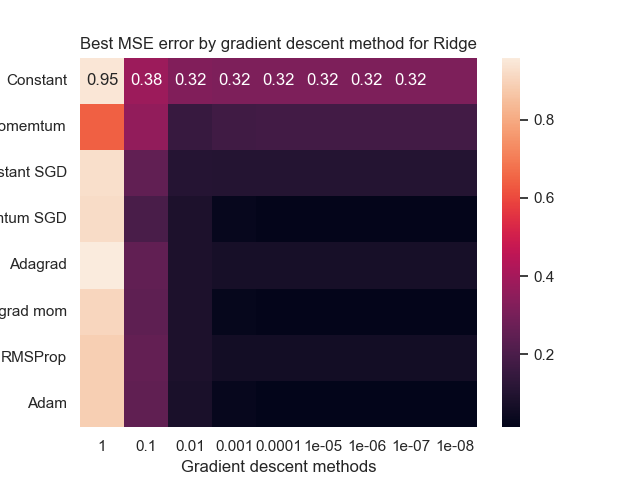 Best MSE error by gradient descent method for Ridge
Constant 0.95 0.38 0.32 0.32 0.32 0.32 0.32 0.32
omemtum
stant SGD
ntum SGD
Adagrad
grad mom
RMSProp
Adam
1 0.1 0.01 0.001 0.0001 1e-05 1e-06 1e-07 1e-08
Gradient descent methods
0.8
0.6
0.4
0.2